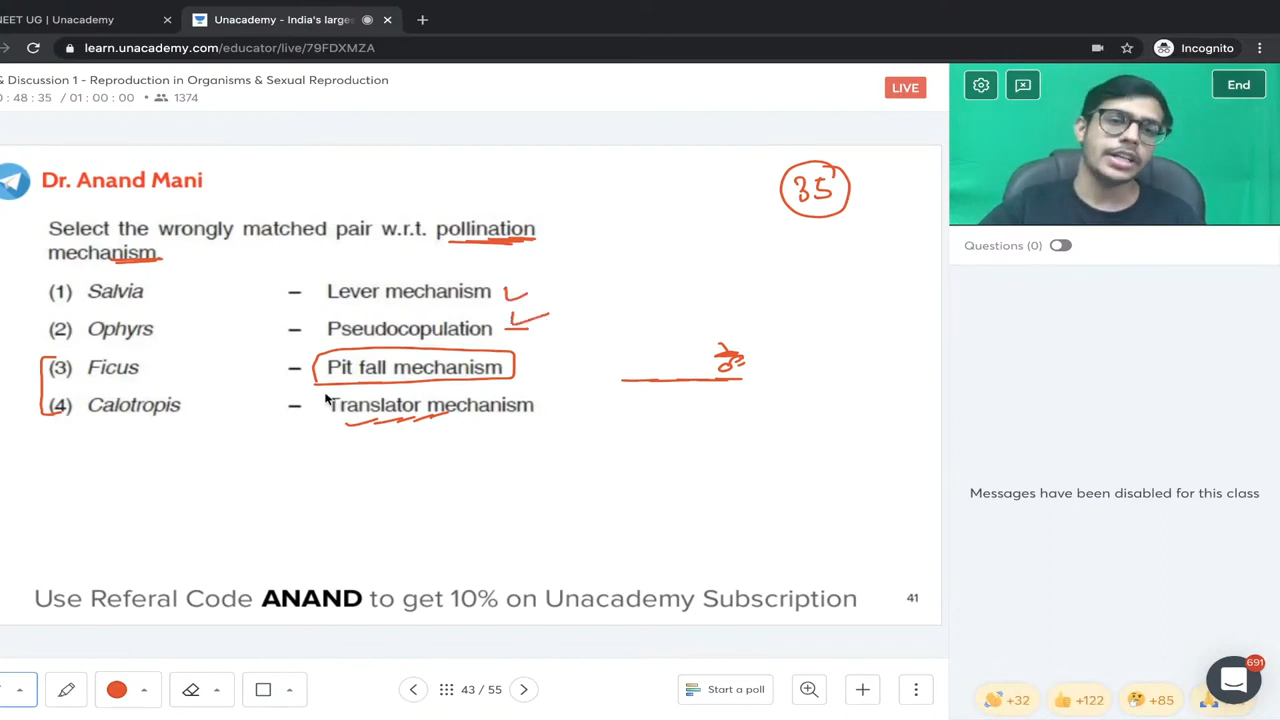 NEET UG | Unacademy
Unacademy - India's larges
learn.unacademy.com/educator/live/79FDXMZA
Incognito
& Discussion 1 - Reproduction in Organisms & Sexual Reproduction
0 : 48 : 35 / 01 : 00 : 00 • 1374
LIVE
End
Dr. Anand Mani
35
Select the wrongly matched pair w.r.t. pollination
mechanism.
(1) Salvia – Lever mechanism
(2) Ophyrs – Pseudocopulation
(3) Ficus – Pit fall mechanism
(4) Calotropis – Translator mechanism
Questions (0)
Messages have been disabled for this class
Use Referal Code ANAND to get 10% on Unacademy Subscription
41
43 / 55
Start a poll
691
+32
+122
+85